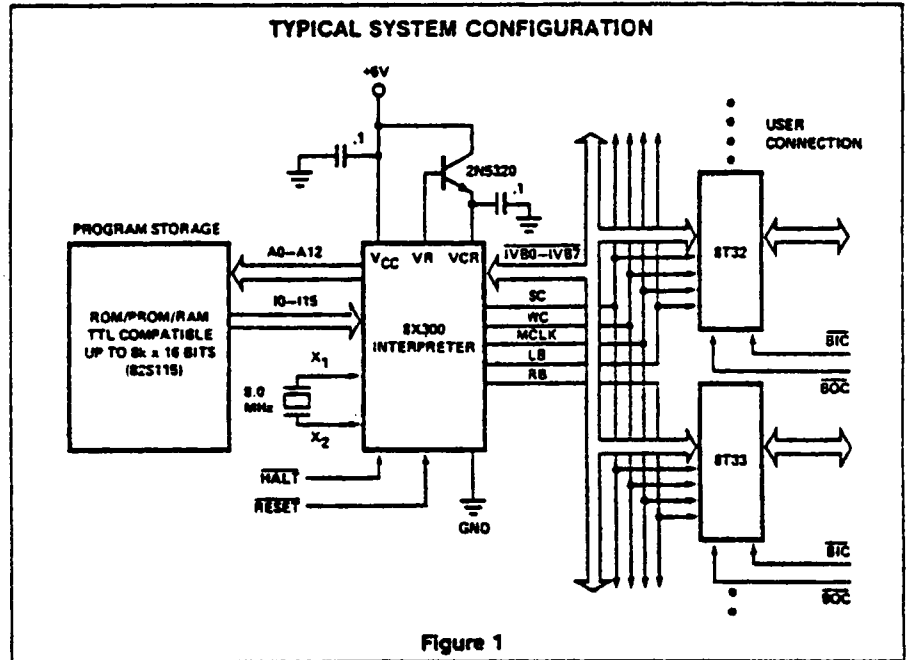 TYPICAL SYSTEM CONFIGURATION
+5V
.1
2N5320
.1
USER
CONNECTION
PROGRAM STORAGE
ROM/PROM/RAM
TTL COMPATIBLE
UP TO 8k x 16 BITS
(82S115)
A0–A12
I0–I15
VCC VR VCR
8X300
INTERPRETER
IVB0–IVB7
SC
WC
MCLK
LB
RB
X1
8.0
MHz
X2
HALT
RESET
GND
8T32
BIC
BOC
8T33
BIC
BOC
Figure 1